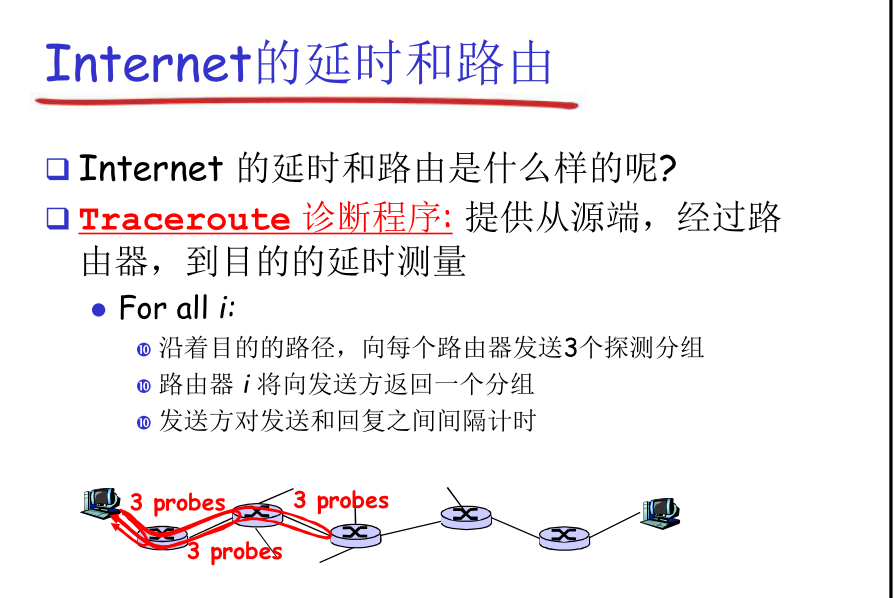 Internet的延时和路由
Internet 的延时和路由是什么样的呢?
Traceroute 诊断程序: 提供从源端，经过路
由器，到目的的延时测量
For all i:
沿着目的的路径，向每个路由器发送3个探测分组
路由器 i 将向发送方返回一个分组
发送方对发送和回复之间间隔计时
3 probes
3 probes
3 probes